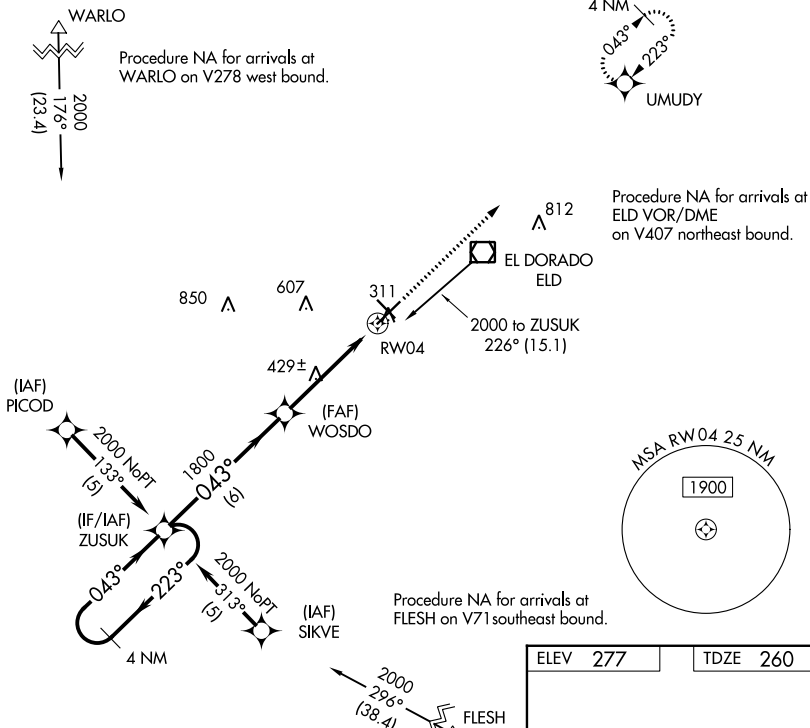 WARLO
Procedure NA for arrivals at
WARLO on V278 west bound.
2000
176°
(23.4)
4 NM
043°
223°
UMUDY
Procedure NA for arrivals at
ELD VOR/DME
on V407 northeast bound.
812
EL DORADO
ELD
850
607
311
RW04
2000 to ZUSUK
226° (15.1)
429±
(FAF)
WOSDO
(IAF)
PICOD
2000 NoPT
133°
(5)
1800
043°
(6)
(IF/IAF)
ZUSUK
043°
223°
4 NM
2000 NoPT
313°
(5)
(IAF)
SIKVE
MSA RW04 25 NM
1900
Procedure NA for arrivals at
FLESH on V71southeast bound.
2000
296°
(38.4)
FLESH
ELEV 277
TDZE 260